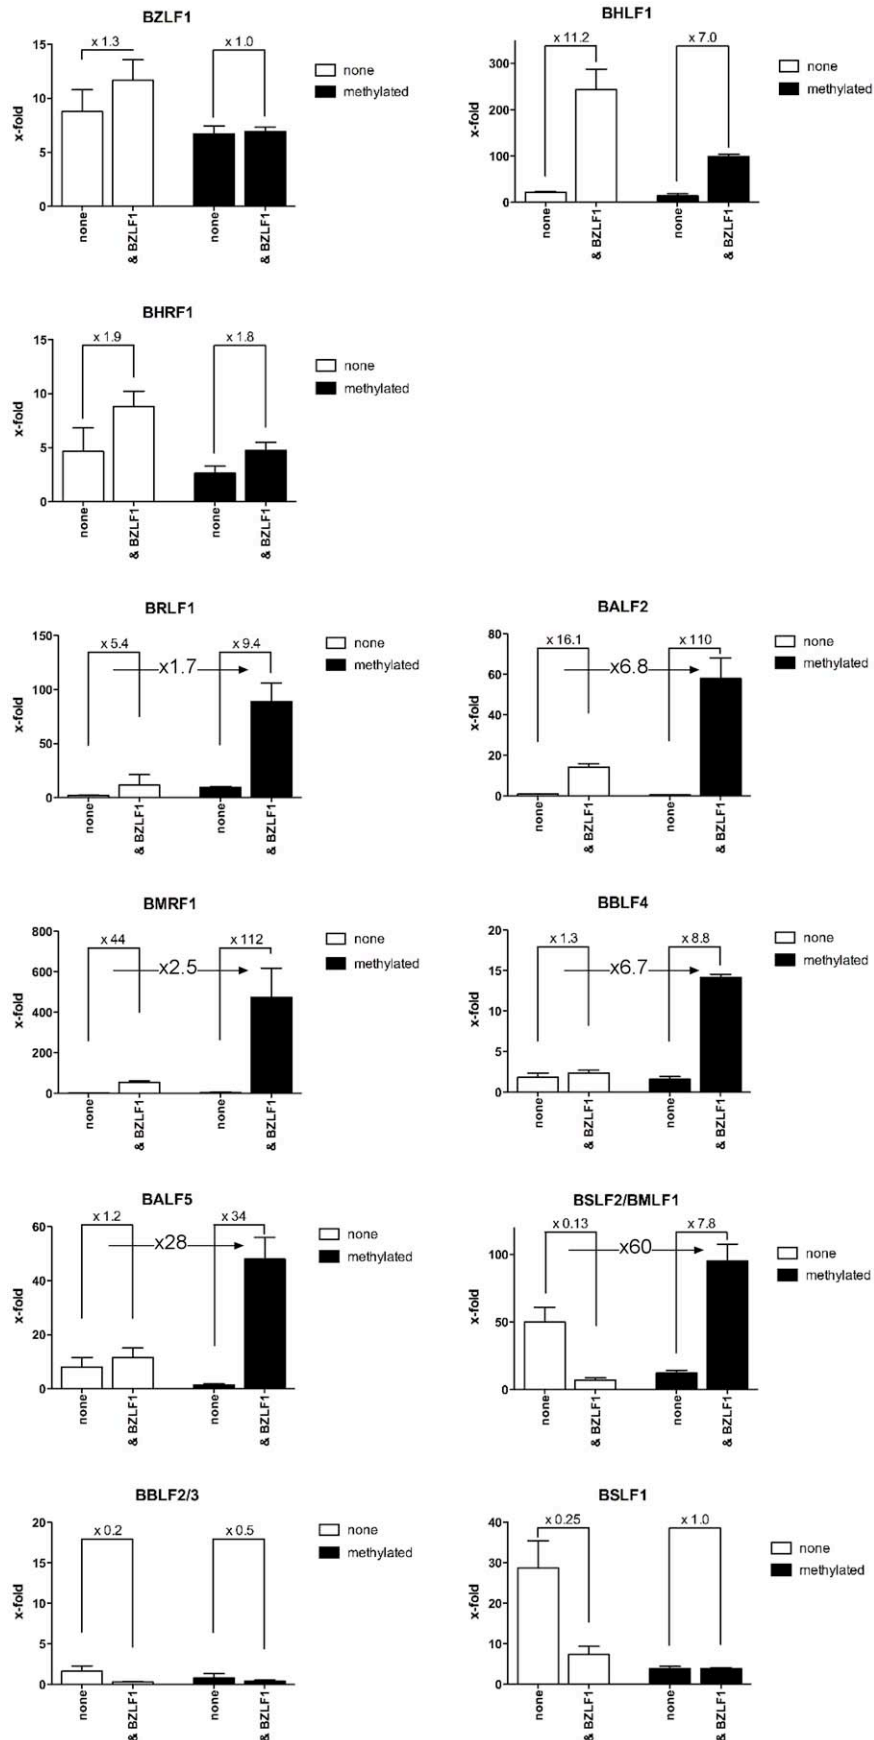 BZLF1
x 1.3
x 1.0
15
10
5
0
x-fold
none
& BZLF1
none
& BZLF1
none
methylated
BHLF1
x 11.2
x 7.0
300
200
100
0
x-fold
none
& BZLF1
none
& BZLF1
none
methylated
BHRF1
x 1.9
x 1.8
15
10
5
0
x-fold
none
& BZLF1
none
& BZLF1
none
methylated
BRLF1
x 5.4
x 9.4
x1.7
150
100
50
0
x-fold
none
& BZLF1
none
& BZLF1
none
methylated
BALF2
x 16.1
x 110
x6.8
80
60
40
20
0
x-fold
none
& BZLF1
none
& BZLF1
none
methylated
BMRF1
x 44
x 112
x2.5
800
600
400
200
0
x-fold
none
& BZLF1
none
& BZLF1
none
methylated
BBLF4
x 1.3
x 8.8
x6.7
20
15
10
5
0
x-fold
none
& BZLF1
none
& BZLF1
none
methylated
BALF5
x 1.2
x 34
x28
60
40
20
0
x-fold
none
& BZLF1
none
& BZLF1
none
methylated
BSLF2/BMLF1
x 0.13
x 7.8
x60
100
50
0
x-fold
none
& BZLF1
none
& BZLF1
none
methylated
BBLF2/3
x 0.2
x 0.5
20
15
10
5
0
x-fold
none
& BZLF1
none
& BZLF1
none
methylated
BSLF1
x 0.25
x 1.0
40
30
20
10
0
x-fold
none
& BZLF1
none
& BZLF1
none
methylated